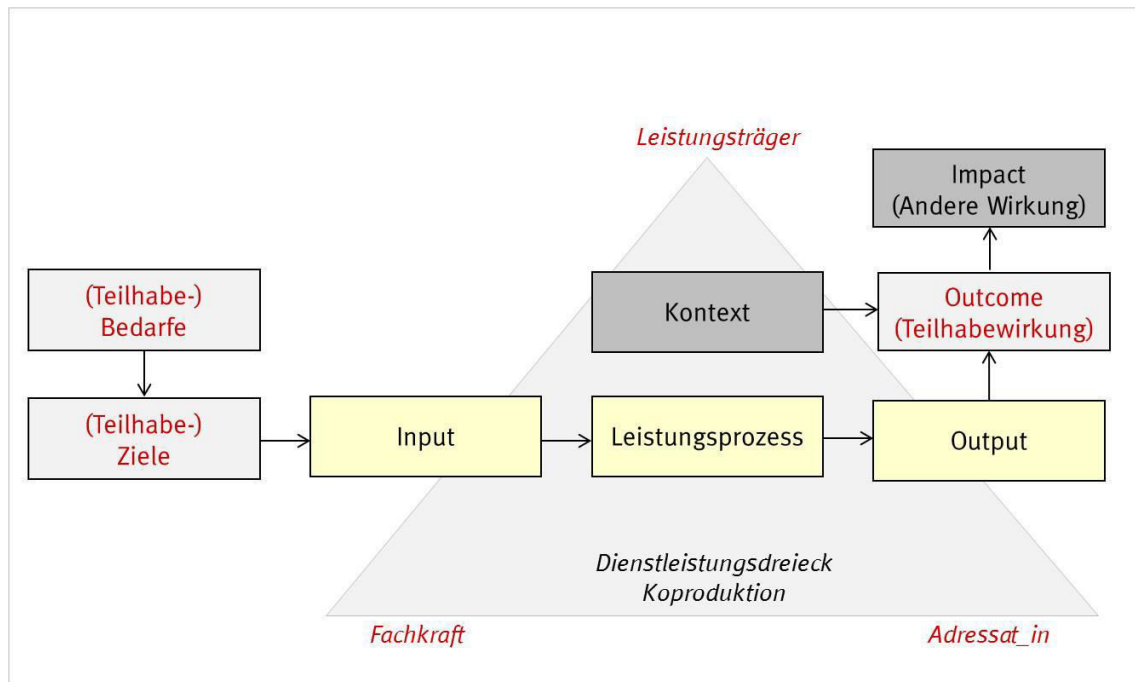 Leistungsträger
Impact
(Andere Wirkung)
(Teilhabe-)
Bedarfe
Kontext
Outcome
(Teilhabewirkung)
(Teilhabe-)
Ziele
Input
Leistungsprozess
Output
Dienstleistungsdreieck
Koproduktion
Fachkraft
Adressat_in